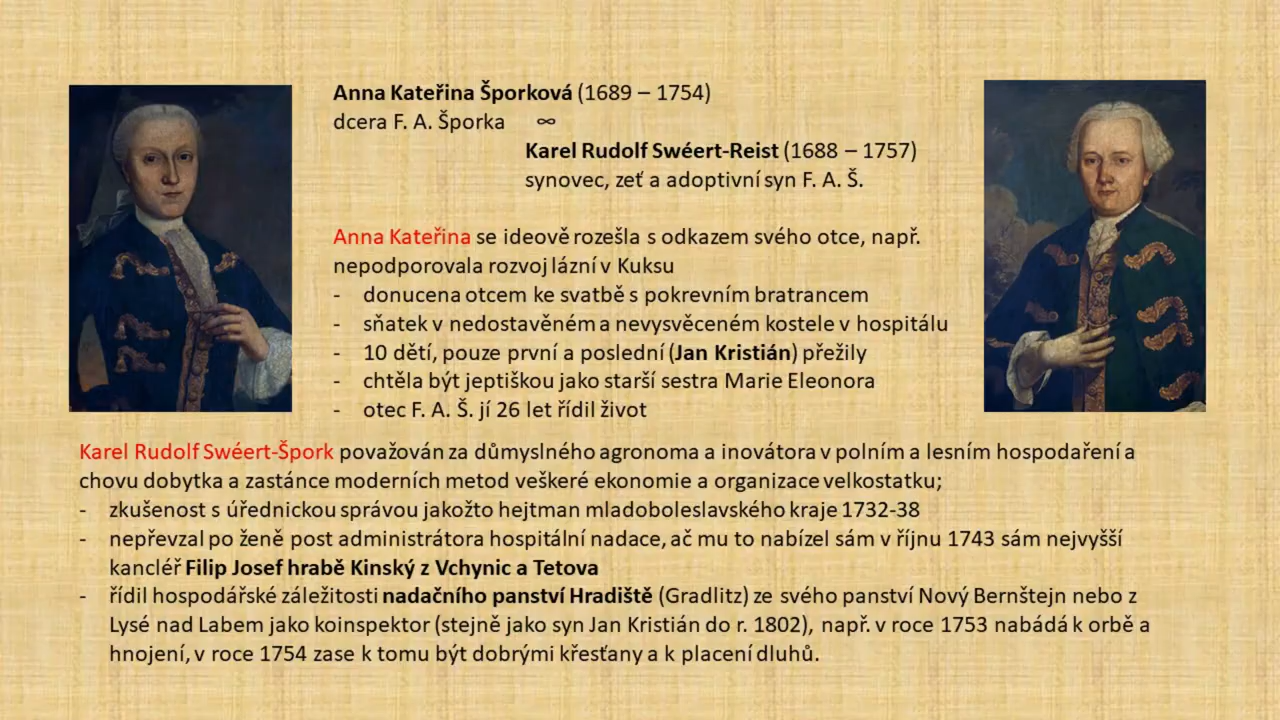 Anna Kateřina Šporková (1689 – 1754)
dcera F. A. Šporka ∞
Karel Rudolf Swéert-Reist (1688 – 1757)
synovec, zeť a adoptivní syn F. A. Š.
Anna Kateřina se ideově rozešla s odkazem svého otce, např.
nepodporovala rozvoj lázní v Kuksu
- donucena otcem ke svatbě s pokrevním bratrancem
- sňatek v nedostavěném a nevysvěceném kostele v hospitálu
- 10 dětí, pouze první a poslední (Jan Kristián) přežily
- chtěla být jeptiškou jako starší sestra Marie Eleonora
- otec F. A. Š. jí 26 let řídil život
Karel Rudolf Swéert-Špork považován za důmyslného agronoma a inovátora v polním a lesním hospodaření a
chovu dobytka a zastánce moderních metod veškeré ekonomie a organizace velkostatku;
- zkušenost s úřednickou správou jakožto hejtman mladoboleslavského kraje 1732-38
- nepřevzal po ženě post administrátora hospitální nadace, ač mu to nabízel sám v říjnu 1743 sám nejvyšší
kancléř Filip Josef hrabě Kinský z Vchynic a Tetova
- řídil hospodářské záležitosti nadačního panství Hradiště (Gradlitz) ze svého panství Nový Bernštejn nebo z
Lysé nad Labem jako koinspektor (stejně jako syn Jan Kristián do r. 1802), např. v roce 1753 nabádá k orbě a
hnojení, v roce 1754 zase k tomu být dobrými křesťany a k placení dluhů.